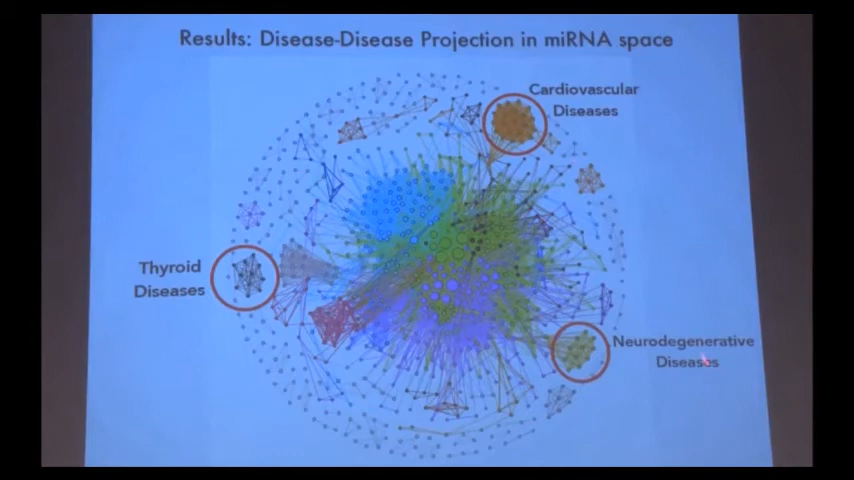 Results: Disease-Disease Projection in miRNA space
Cardiovascular
Diseases
Thyroid
Diseases
Neurodegenerative
Diseases